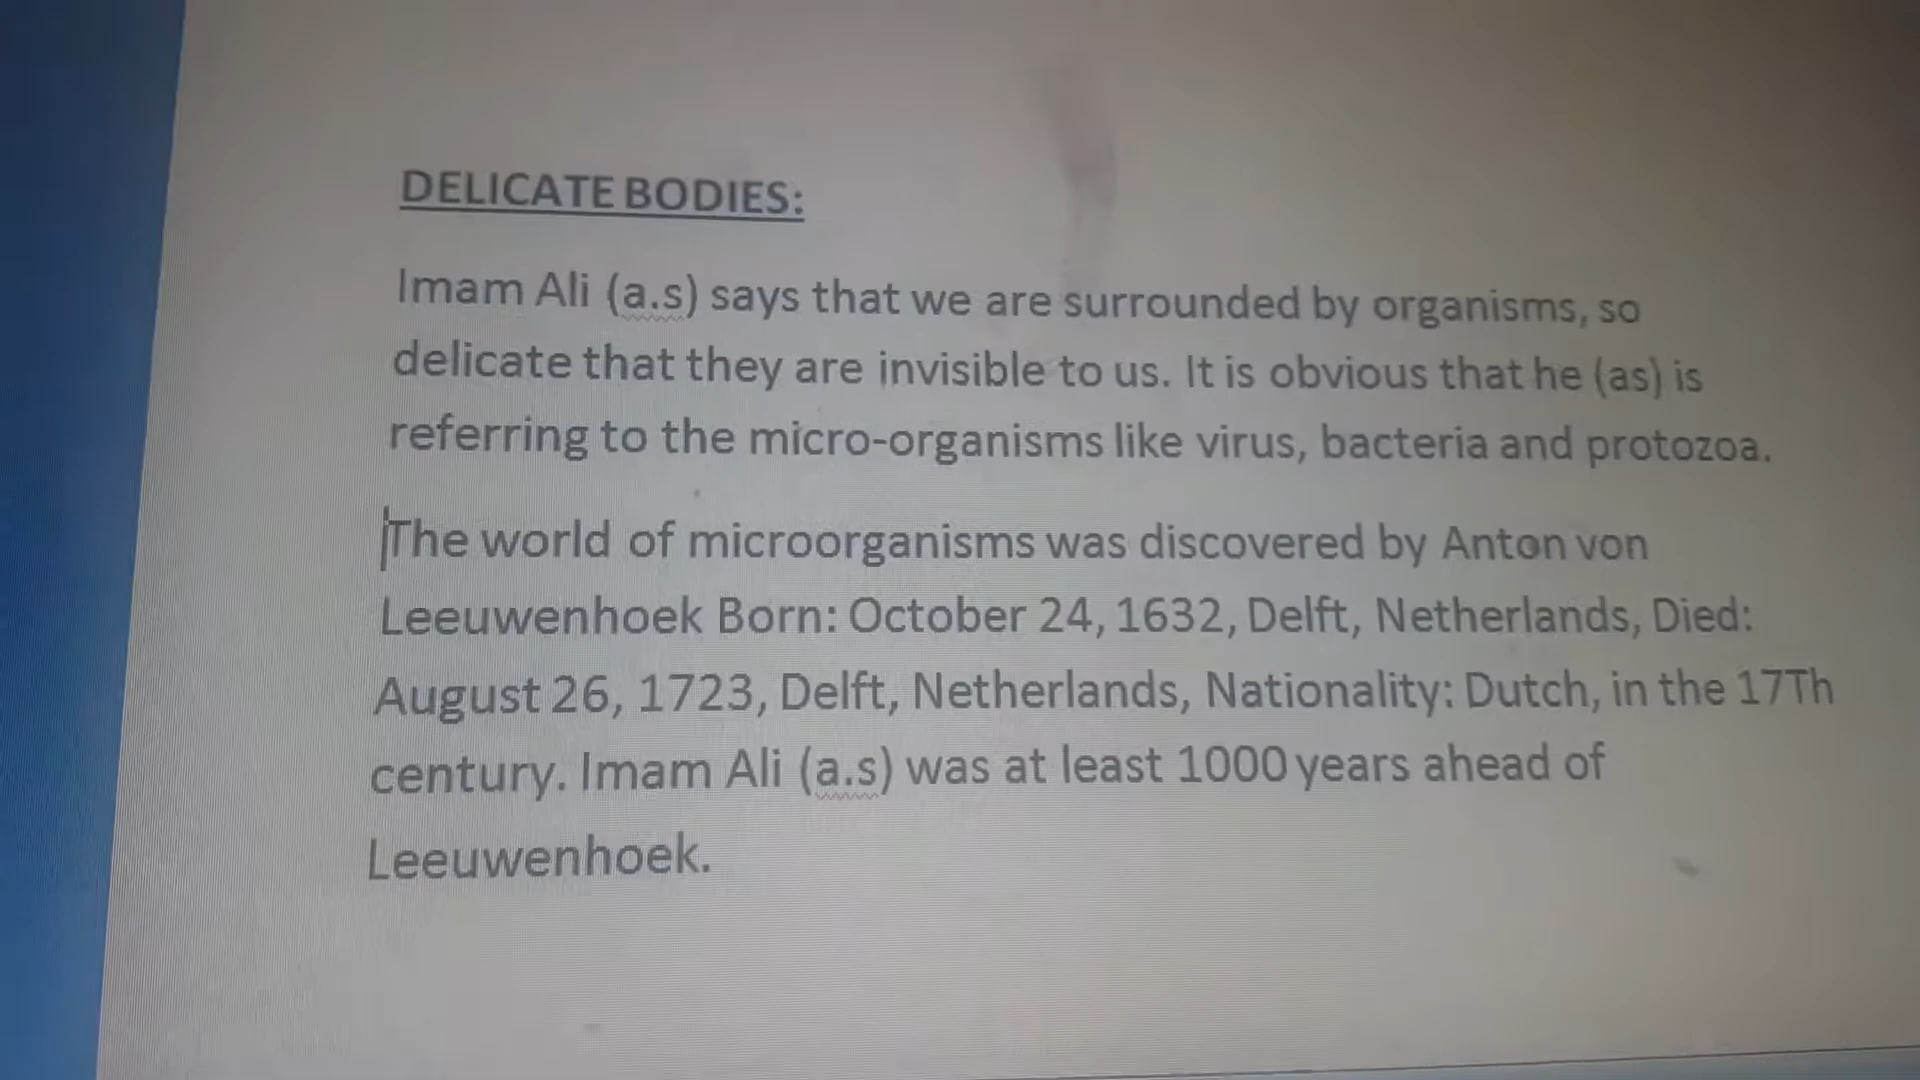 DELICATE BODIES:
Imam Ali (a.s) says that we are surrounded by organisms, so
delicate that they are invisible to us. It is obvious that he (as) is
referring to the micro-organisms like virus, bacteria and protozoa.
The world of microorganisms was discovered by Anton von
Leeuwenhoek Born: October 24, 1632, Delft, Netherlands, Died:
August 26, 1723, Delft, Netherlands, Nationality: Dutch, in the 17Th
century. Imam Ali (a.s) was at least 1000 years ahead of
Leeuwenhoek.